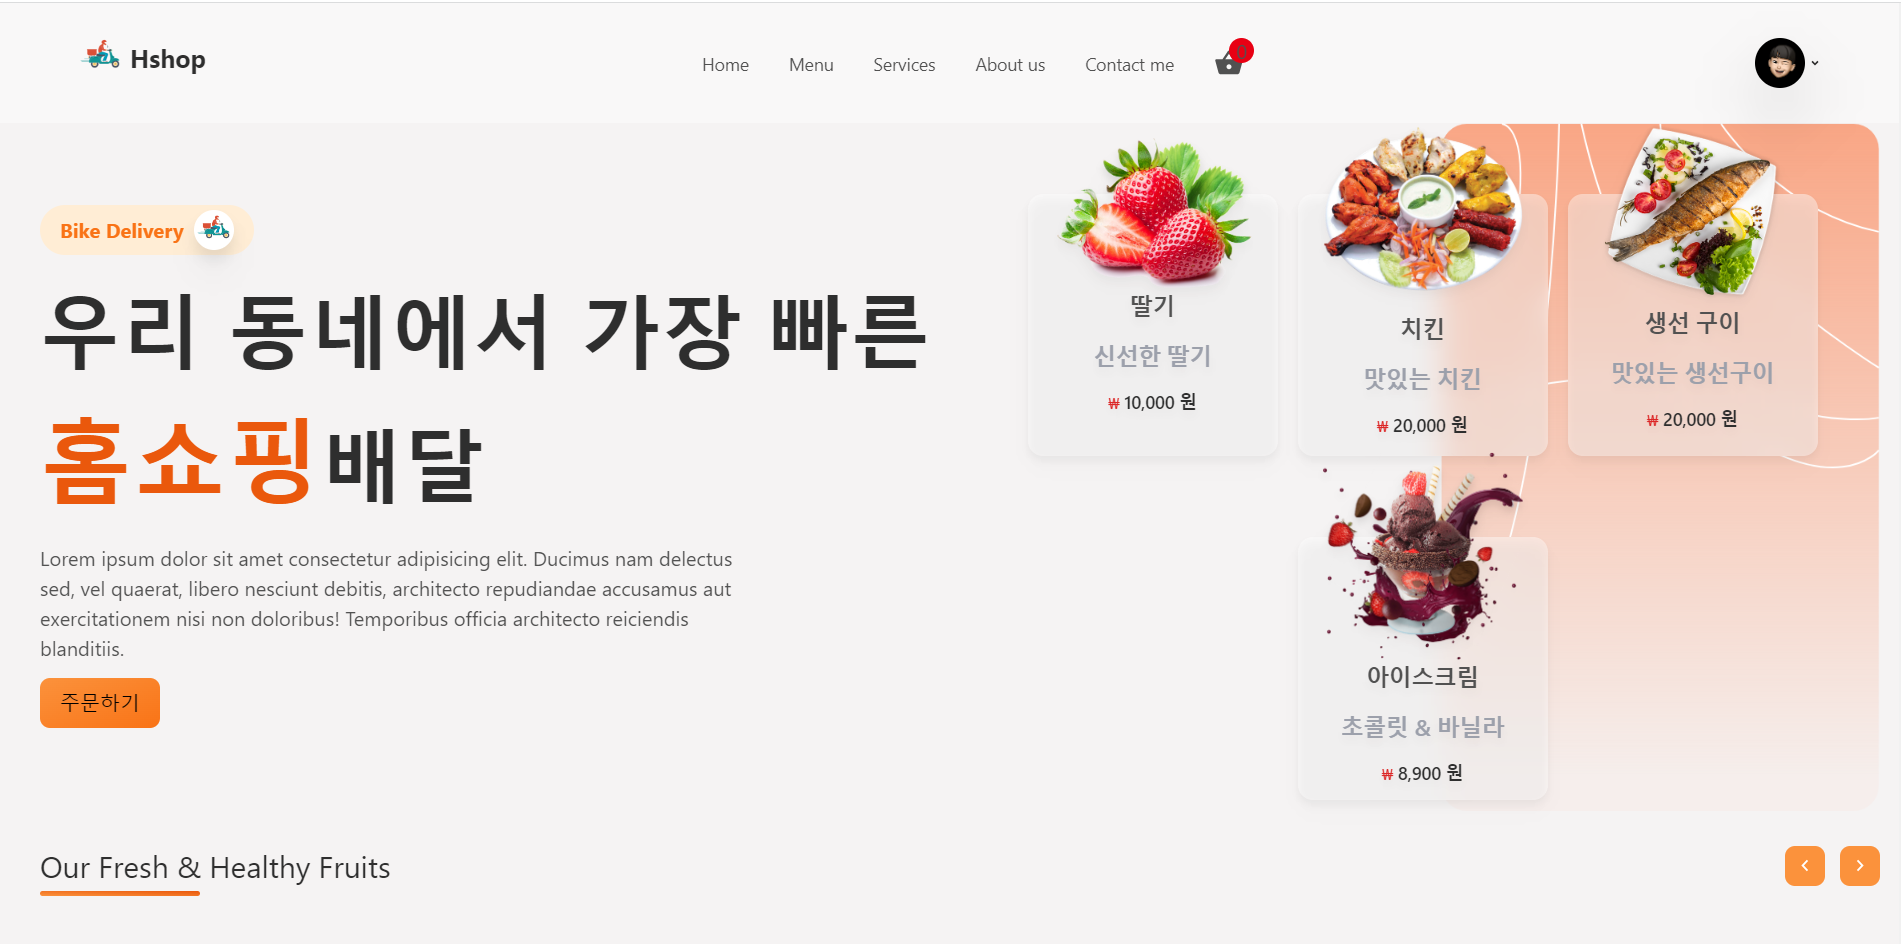 Hshop
Home
Menu
Services
About us
Contact me
Bike Delivery
우리 동네에서 가장 빠른
홈쇼핑배달
Lorem ipsum dolor sit amet consectetur adipisicing elit. Ducimus nam delectus
sed, vel quaerat, libero nesciunt debitis, architecto repudiandae accusamus aut
exercitationem nisi non doloribus! Temporibus officia architecto reiciendis
blanditiis.
주문하기
딸기
신선한 딸기
₩ 10,000 원
치킨
맛있는 치킨
₩ 20,000 원
생선 구이
맛있는 생선구이
₩ 20,000 원
아이스크림
초콜릿 & 바닐라
₩ 8,900 원
Our Fresh & Healthy Fruits